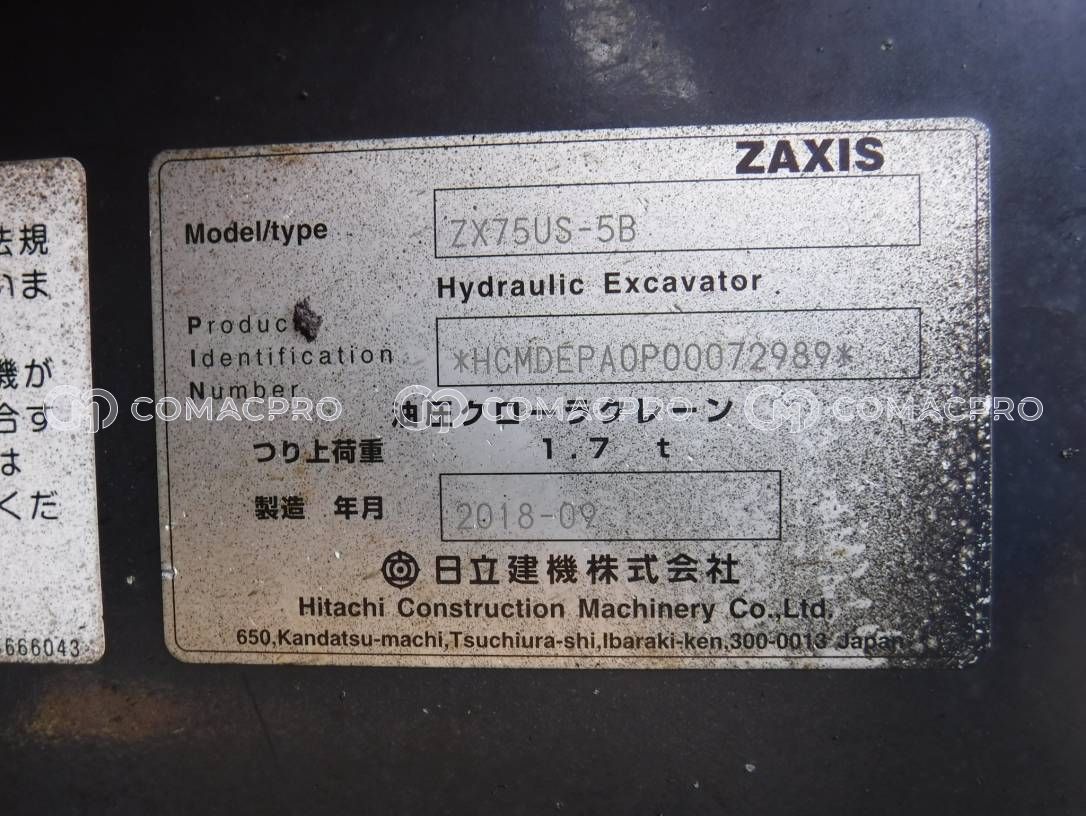 法規
いま
機が
合す
は
くだ
666043
ZAXIS
Model/type ZX75US-5B
Hydraulic Excavator
Product
Identification
Number
*HCMDEPA0P00072989*
油圧クローラクレーン
つり上荷重 1.7 t
製造 年月 2018-09
日立建機株式会社
Hitachi Construction Machinery Co.,Ltd.
650,Kandatsu-machi,Tsuchiura-shi,Ibaraki-ken,300-0013 Japan
COMACPRO COMACPRO COMACPRO